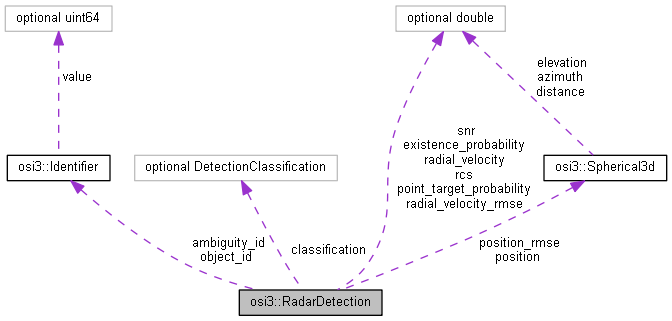 optional uint64
optional double
value
elevation
azimuth
distance
snr
existence_probability
radial_velocity
rcs
point_target_probability
radial_velocity_rmse
osi3::Identifier
optional DetectionClassification
osi3::Spherical3d
ambiguity_id
object_id
classification
position_rmse
position
osi3::RadarDetection